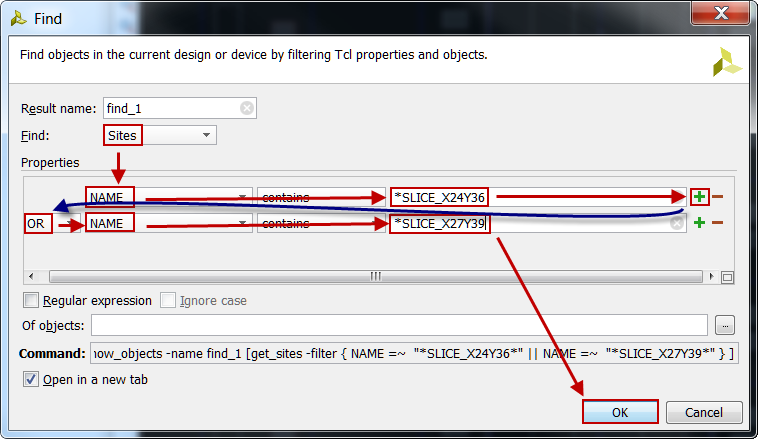 Find
Find objects in the current design or device by filtering Tcl properties and objects.
Result name: find_1
Find: Sites
Properties
NAME contains *SLICE_X24Y36
OR NAME contains *SLICE_X27Y39
Regular expression Ignore case
Of objects:
...
Command: now_objects -name find_1 [get_sites -filter { NAME =~ "*SLICE_X24Y36*" || NAME =~ "*SLICE_X27Y39*" } ]
Open in a new tab
OK Cancel